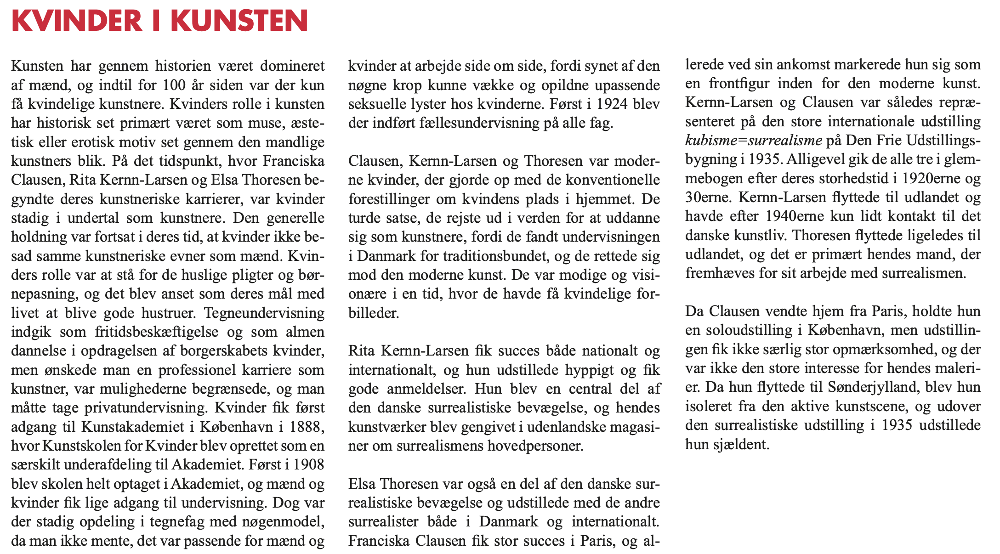 KVINDER I KUNSTEN
Kunsten har gennem historien været domineret
af mænd, og indtil for 100 år siden var der kun
få kvindelige kunstnere. Kvinders rolle i kunsten
har historisk set primært været som muse, æste-
tisk eller erotisk motiv set gennem den mandlige
kunstners blik. På det tidspunkt, hvor Franciska
Clausen, Rita Kernn-Larsen og Elsa Thoresen be-
gyndte deres kunstneriske karrierer, var kvinder
stadig i undertal som kunstnere. Den generelle
holdning var fortsat i deres tid, at kvinder ikke be-
sad samme kunstneriske evner som mænd. Kvin-
ders rolle var at stå for de huslige pligter og bør-
nepasning, og det blev anset som deres mål med
livet at blive gode hustruer. Tegneundervisning
indgik som fritidsbeskæftigelse og som almen
dannelse i opdragelsen af borgerskabets kvinder,
men ønskede man en professionel karriere som
kunstner, var mulighederne begrænsede, og man
måtte tage privatundervisning. Kvinder fik først
adgang til Kunstakademiet i København i 1888,
hvor Kunstskolen for Kvinder blev oprettet som en
særskilt underafdeling til Akademiet. Først i 1908
blev skolen helt optaget i Akademiet, og mænd og
kvinder fik lige adgang til undervisning. Dog var
der stadig opdeling i tegnefag med nøgenmodel,
da man ikke mente, det var passende for mænd og
kvinder at arbejde side om side, fordi synet af den
nøgne krop kunne vække og opildne upassende
seksuelle lyster hos kvinderne. Først i 1924 blev
der indført fællesundervisning på alle fag.
Clausen, Kernn-Larsen og Thoresen var moder-
ne kvinder, der gjorde op med de konventionelle
forestillinger om kvindens plads i hjemmet. De
turde satse, de rejste ud i verden for at uddanne
sig som kunstnere, fordi de fandt undervisningen
i Danmark for traditionsbundet, og de rettede sig
mod den moderne kunst. De var modige og visi-
onære i en tid, hvor de havde få kvindelige for-
billeder.
Rita Kernn-Larsen fik succes både nationalt og
internationalt, og hun udstillede hyppigt og fik
gode anmeldelser. Hun blev en central del af
den danske surrealistiske bevægelse, og hendes
kunstværker blev gengivet i udenlandske magasi-
ner om surrealismens hovedpersoner.
Elsa Thoresen var også en del af den danske sur-
realistiske bevægelse og udstillede med de andre
surrealister både i Danmark og internationalt.
Franciska Clausen fik stor succes i Paris, og al-
lerede ved sin ankomst markerede hun sig som
en frontfigur inden for den moderne kunst.
Kernn-Larsen og Clausen var således repræ-
senteret på den store internationale udstilling
kubisme=surrealisme på Den Frie Udstillings-
bygning i 1935. Alligevel gik de alle tre i glem-
mebogen efter deres storhedstid i 1920erne og
30erne. Kernn-Larsen flyttede til udlandet og
havde efter 1940erne kun lidt kontakt til det
danske kunstliv. Thoresen flyttede ligeledes til
udlandet, og det er primært hendes mand, der
fremhæves for sit arbejde med surrealismen.
Da Clausen vendte hjem fra Paris, holdte hun
en soloudstilling i København, men udstillin-
gen fik ikke særlig stor opmærksomhed, og der
var ikke den store interesse for hendes maleri-
er. Da hun flyttede til Sønderjylland, blev hun
isoleret fra den aktive kunstscene, og udover
den surrealistiske udstilling i 1935 udstillede
hun sjældent.